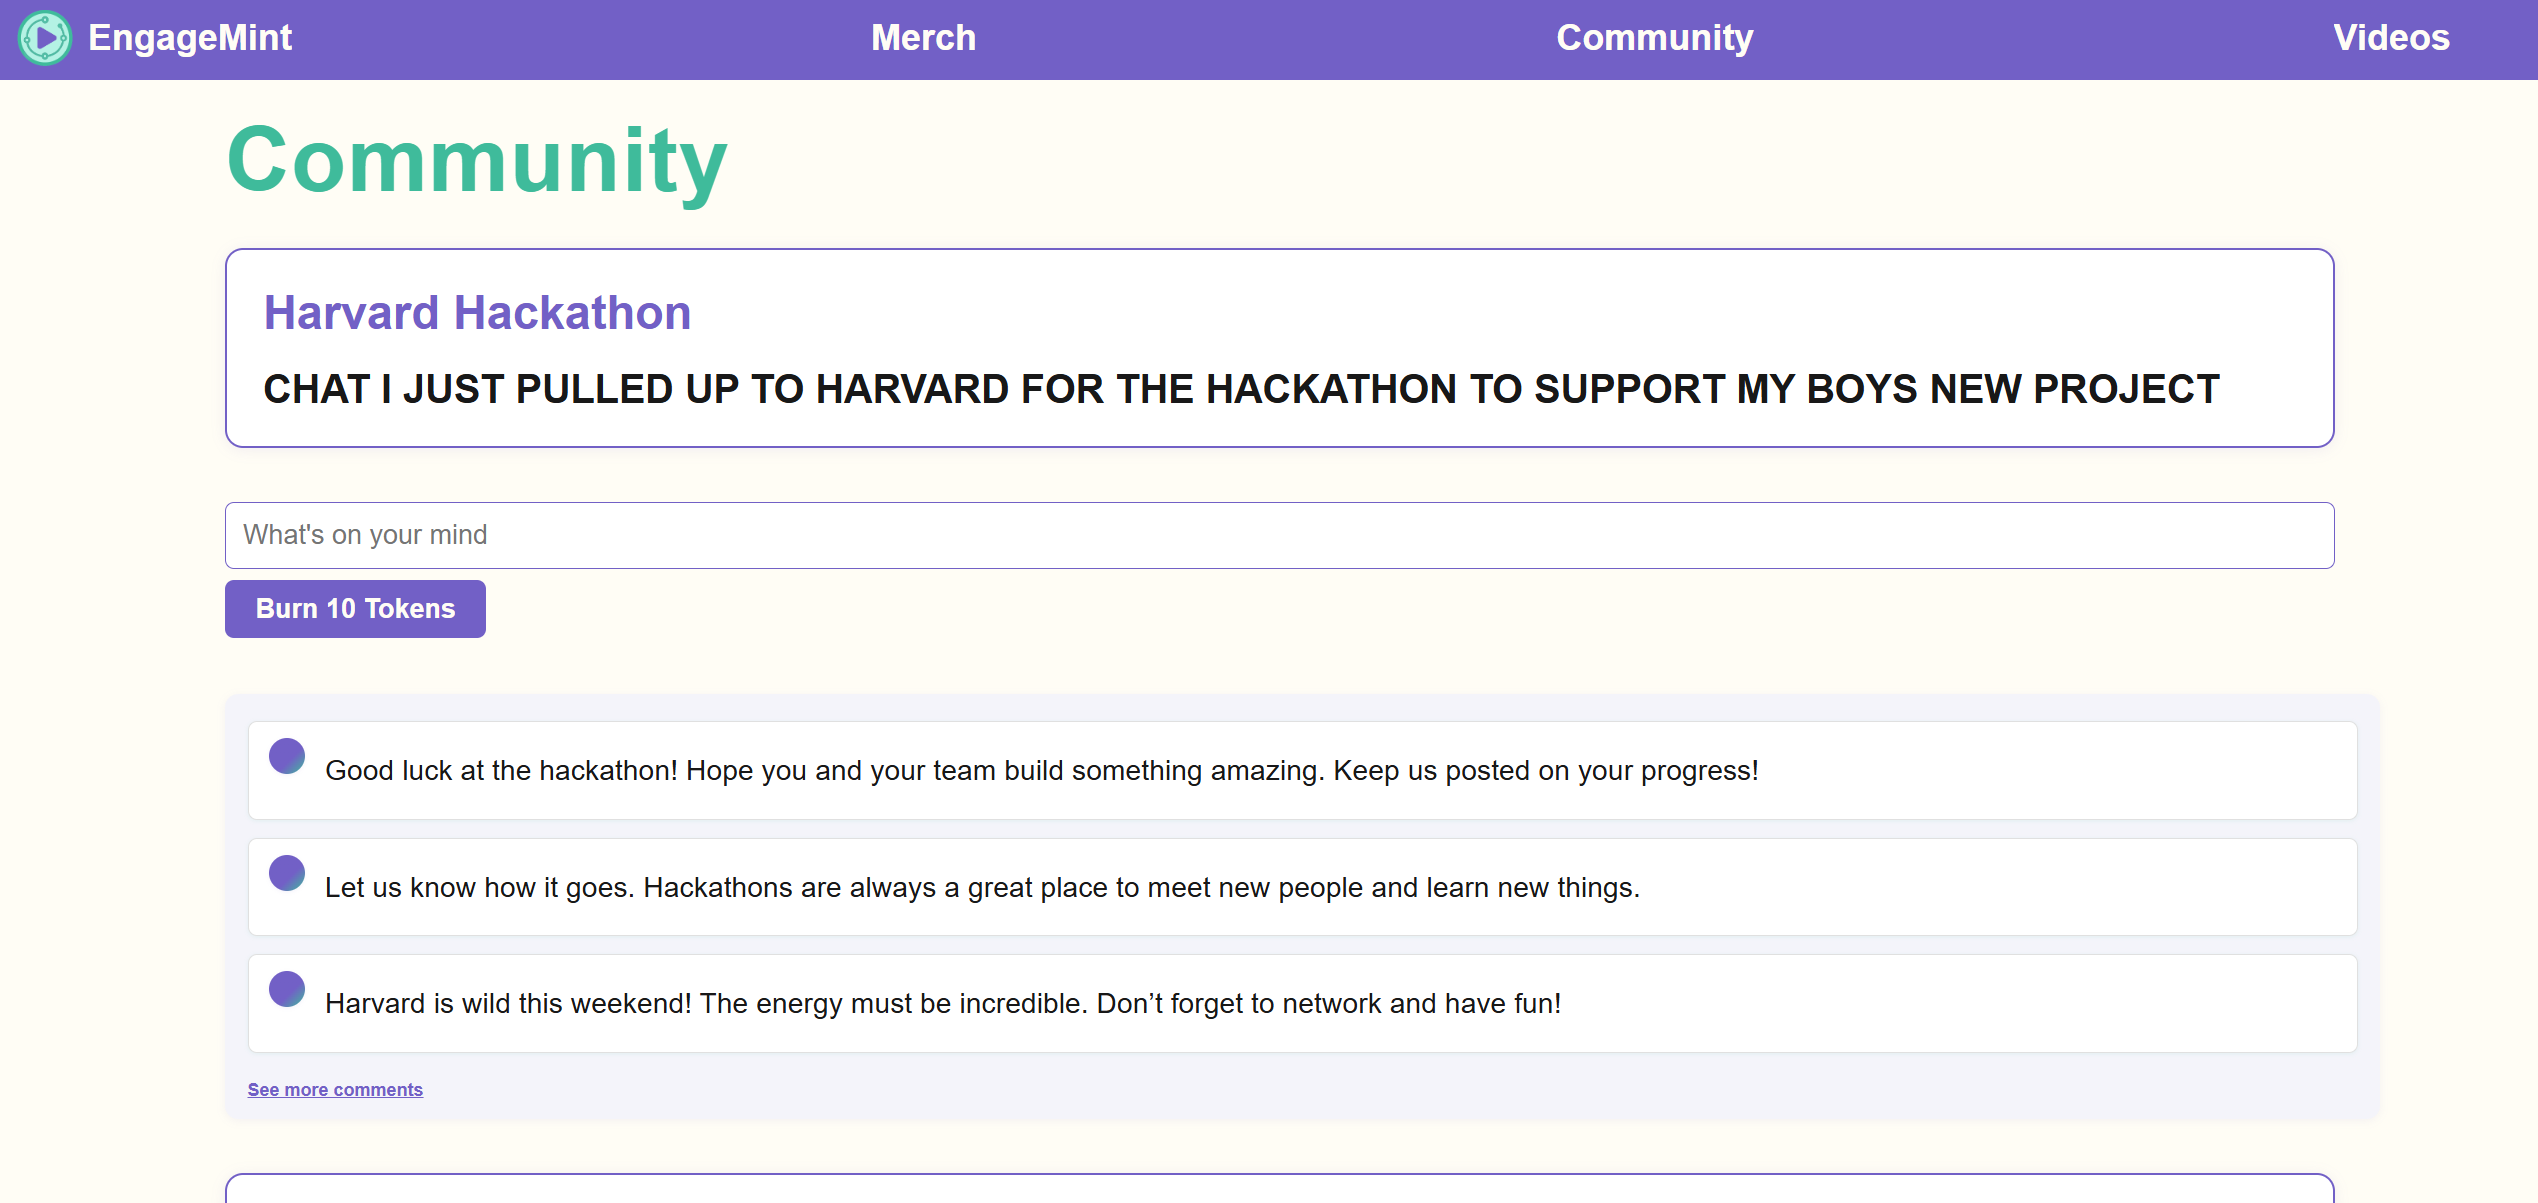 EngageMint Merch Community Videos
Community
Harvard Hackathon
CHAT I JUST PULLED UP TO HARVARD FOR THE HACKATHON TO SUPPORT MY BOYS NEW PROJECT
What's on your mind
Burn 10 Tokens
Good luck at the hackathon! Hope you and your team build something amazing. Keep us posted on your progress!
Let us know how it goes. Hackathons are always a great place to meet new people and learn new things.
Harvard is wild this weekend! The energy must be incredible. Don’t forget to network and have fun!
See more comments